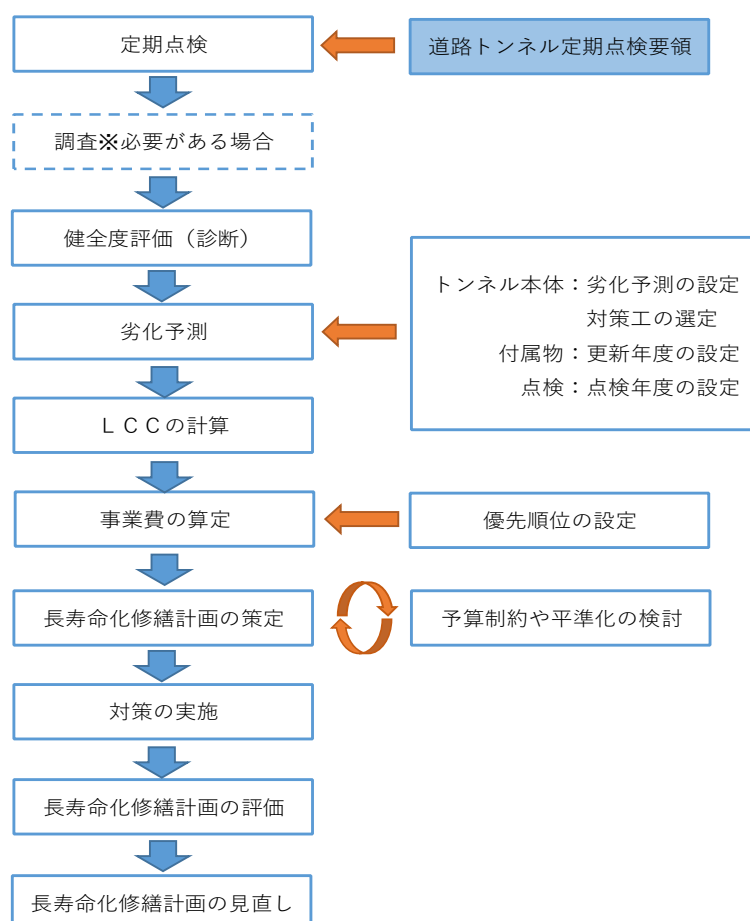 定期点検
道路トンネル定期点検要領
調査※必要がある場合
健全度評価（診断）
劣化予測
トンネル本体：劣化予測の設定
対策工の選定
付属物：更新年度の設定
点検：点検年度の設定
ＬＣＣの計算
事業費の算定
優先順位の設定
長寿命化修繕計画の策定
予算制約や平準化の検討
対策の実施
長寿命化修繕計画の評価
長寿命化修繕計画の見直し